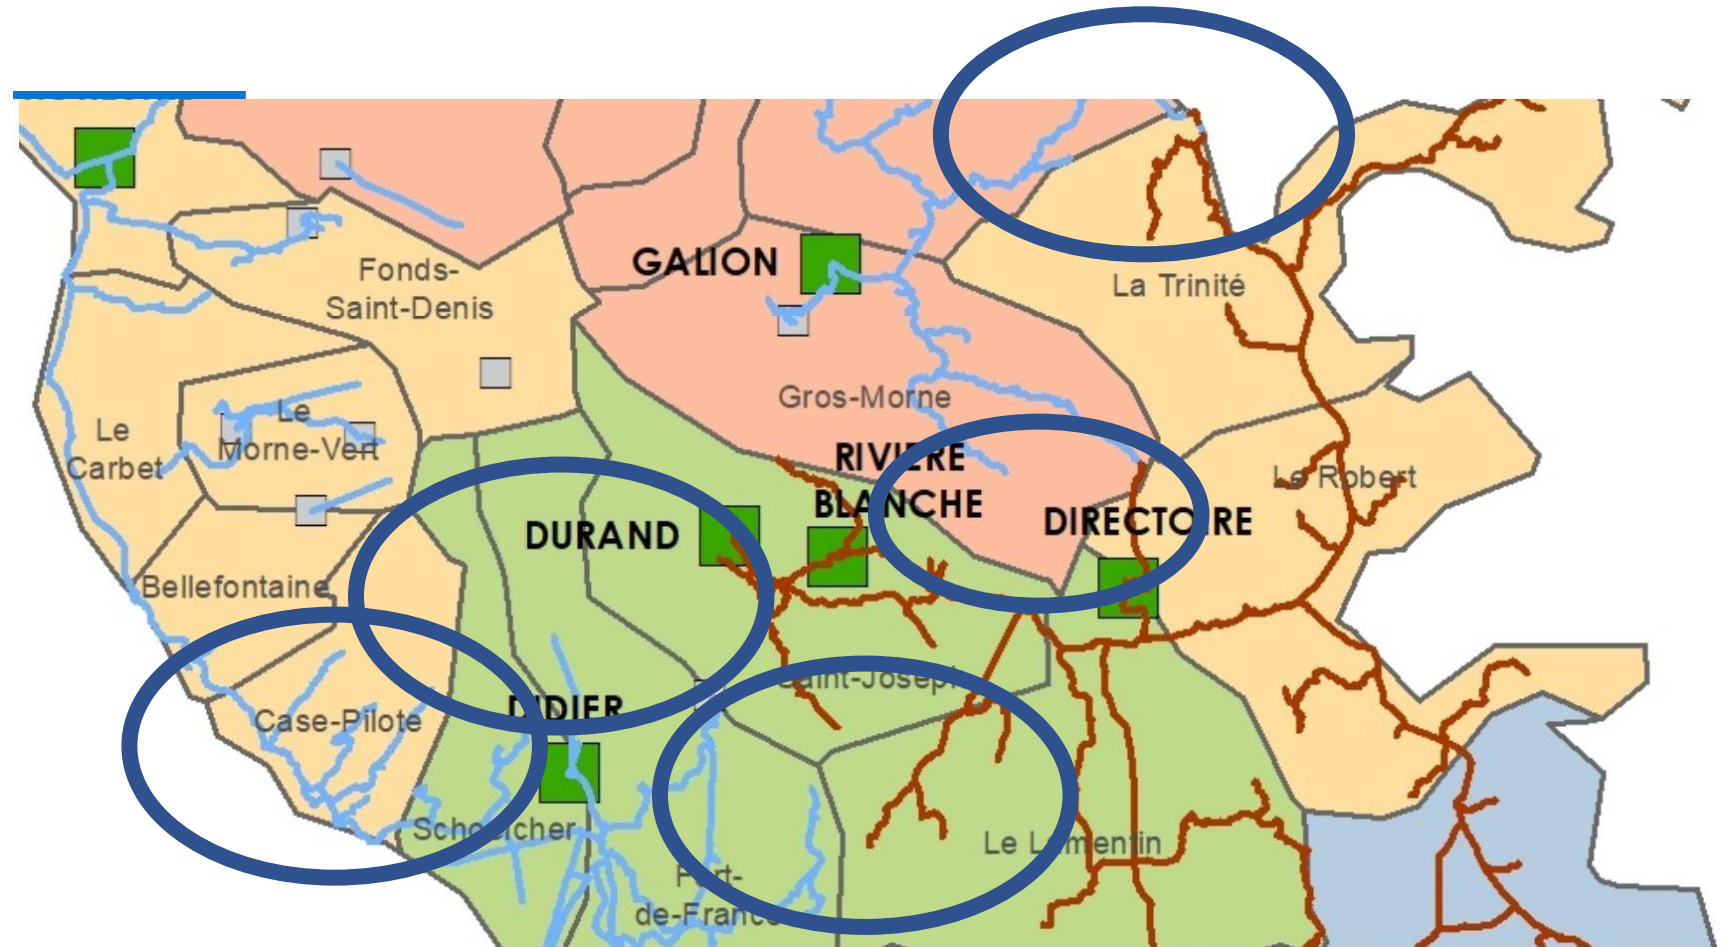 GALION
Fonds-
Saint-Denis
La Trinité
Gros-Morne
Le
Morne-Vert
Le
Carbet
RIVIERE
BLANCHE
Le Robert
DURAND
DIRECTOIRE
Bellefontaine
Saint-Joseph
DIDIER
Case-Pilote
Schoelcher
Le Lamentin
Fort-
de-France